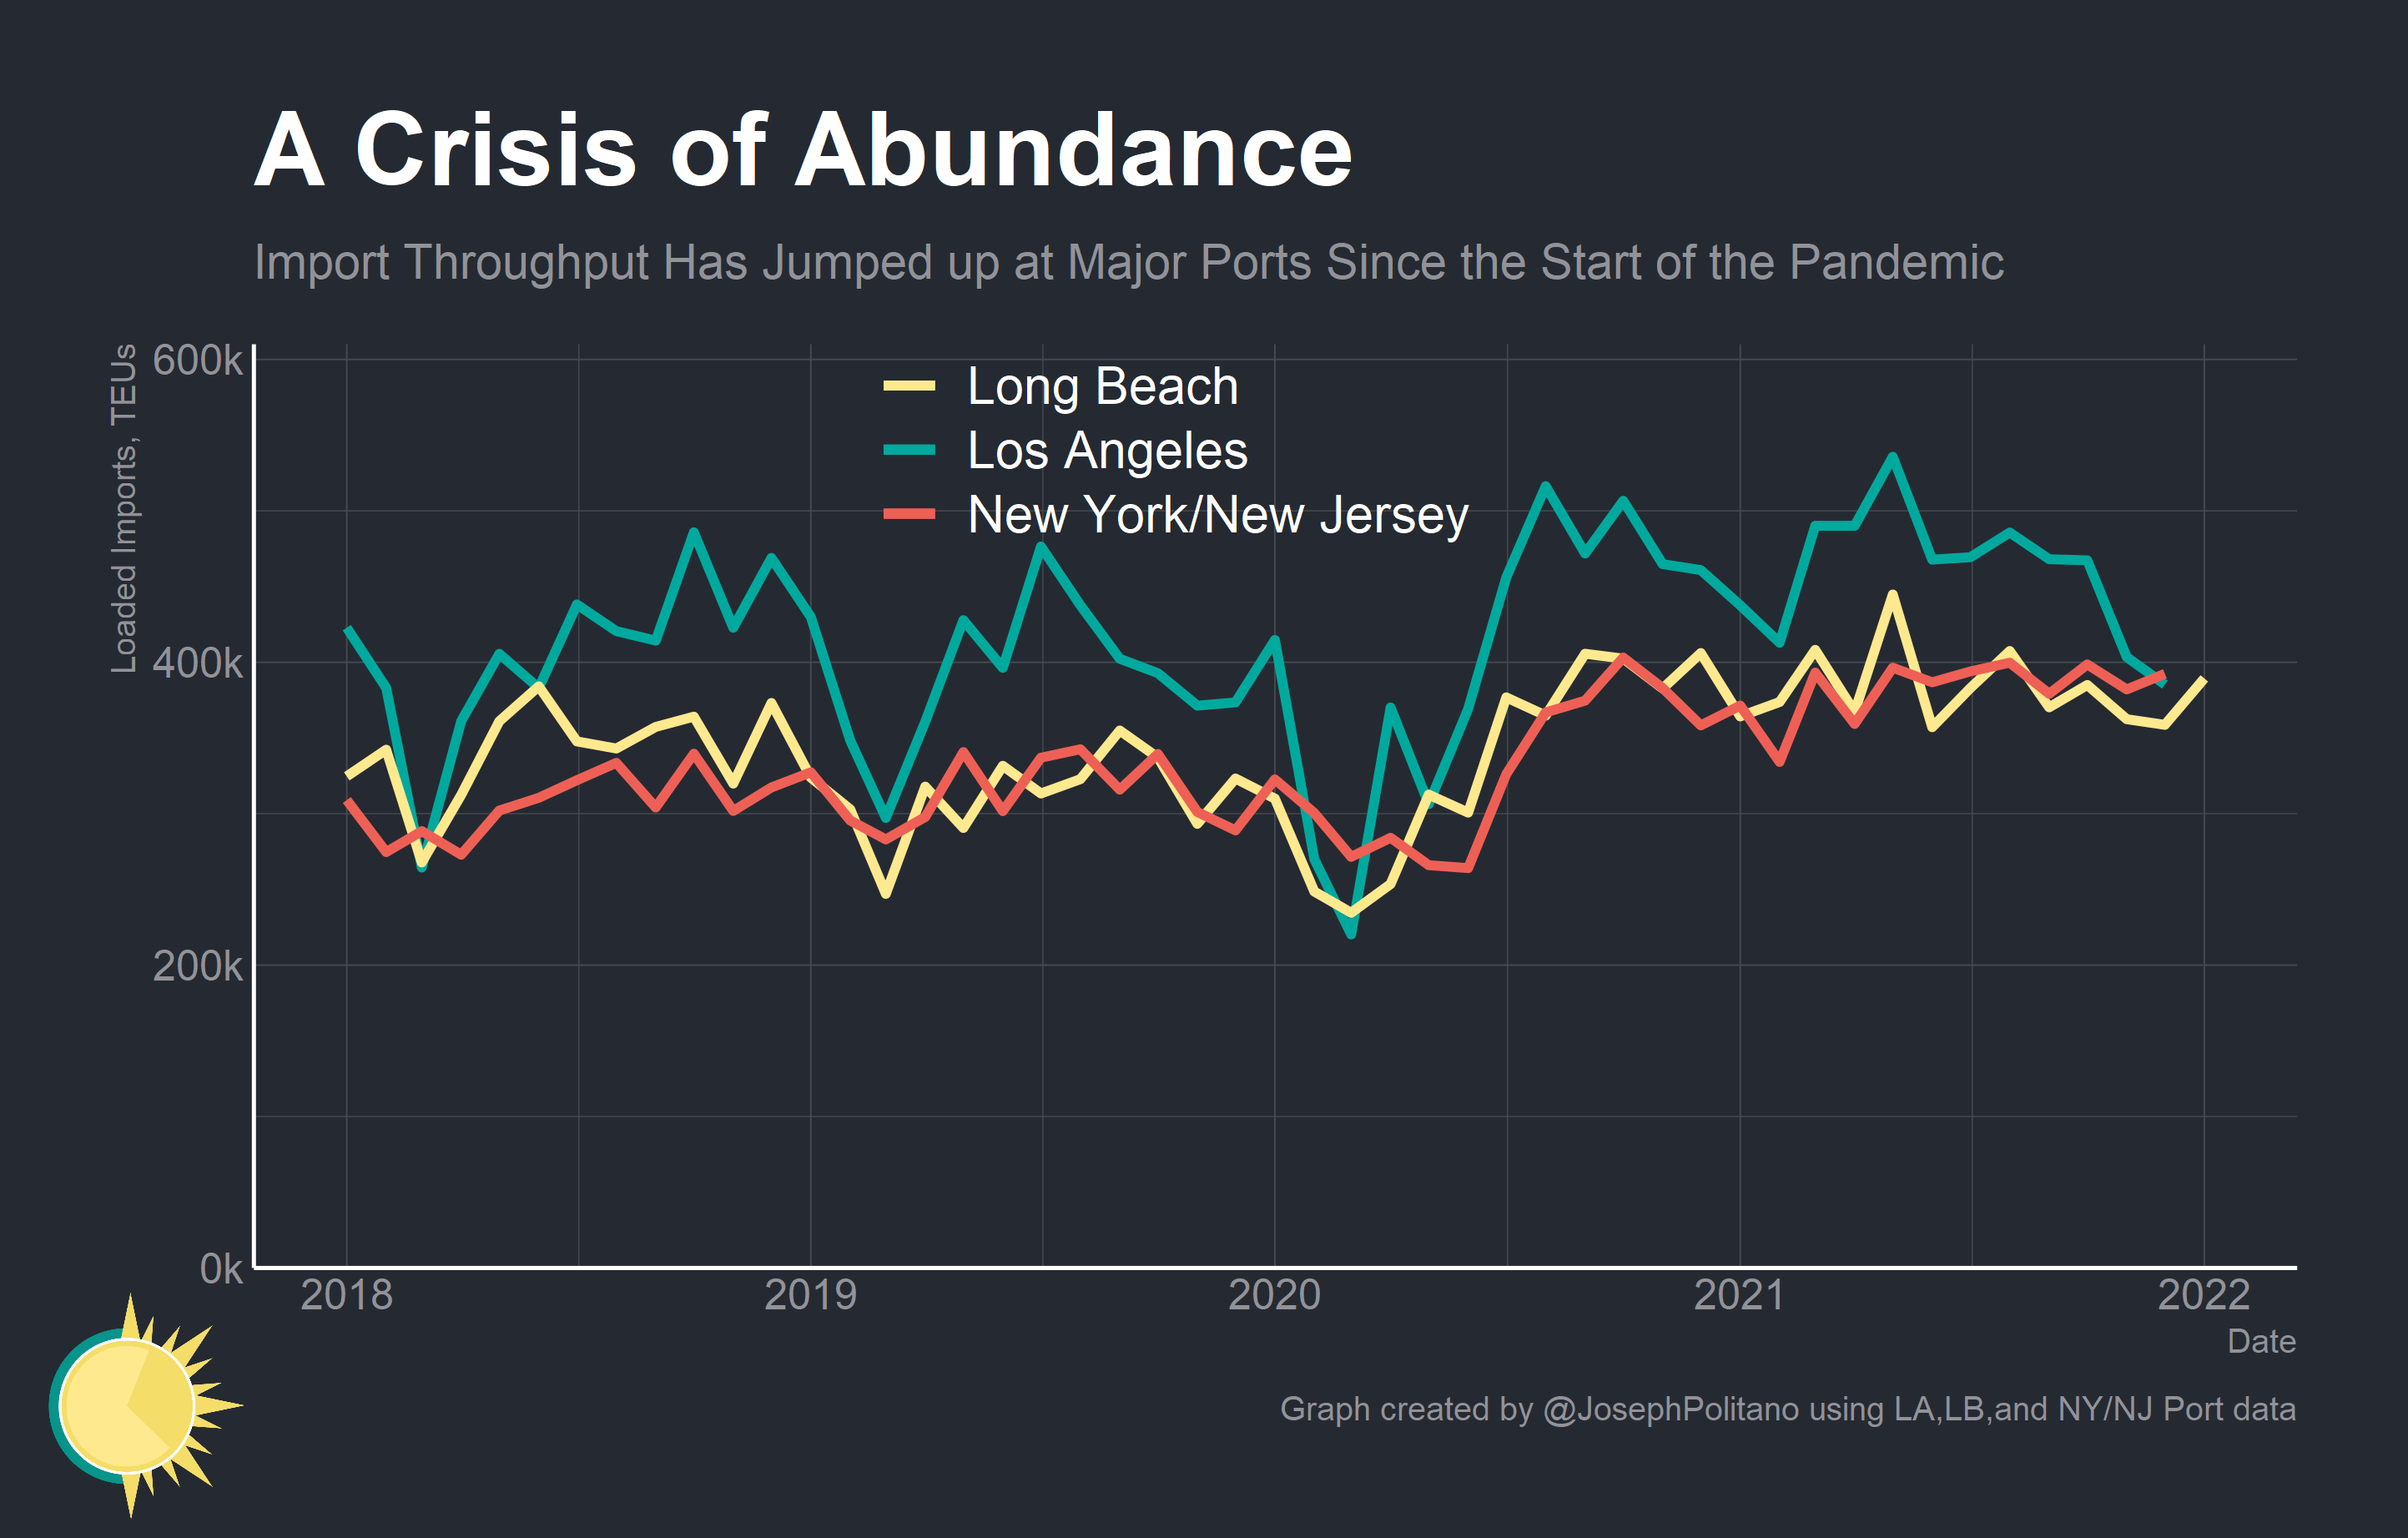 A Crisis of Abundance
Import Throughput Has Jumped up at Major Ports Since the Start of the Pandemic
Loaded Imports, TEUs
600k
400k
200k
0k
Long Beach
Los Angeles
New York/New Jersey
2018 2019 2020 2021 2022
Date
Graph created by @JosephPolitano using LA,LB,and NY/NJ Port data